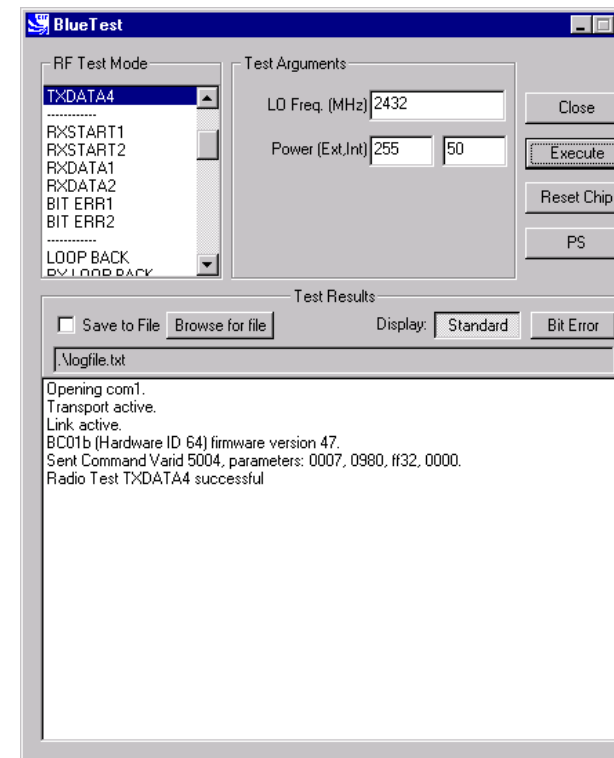 BlueTest
RF Test Mode
TXDATA4
------------
RXSTART1
RXSTART2
RXDATA1
RXDATA2
BIT ERR1
BIT ERR2
------------
LOOP BACK
RX LOOP BACK
Test Arguments
LO Freq. (MHz) 2432
Power (Ext,Int) 255 50
Close
Execute
Reset Chip
PS
Test Results
Save to File Browse for file Display: Standard Bit Error
.\logfile.txt
Opening com1.
Transport active.
Link active.
BC01b (Hardware ID 64) firmware version 47.
Sent Command Varid 5004, parameters: 0007, 0980, ff32, 0000.
Radio Test TXDATA4 successful